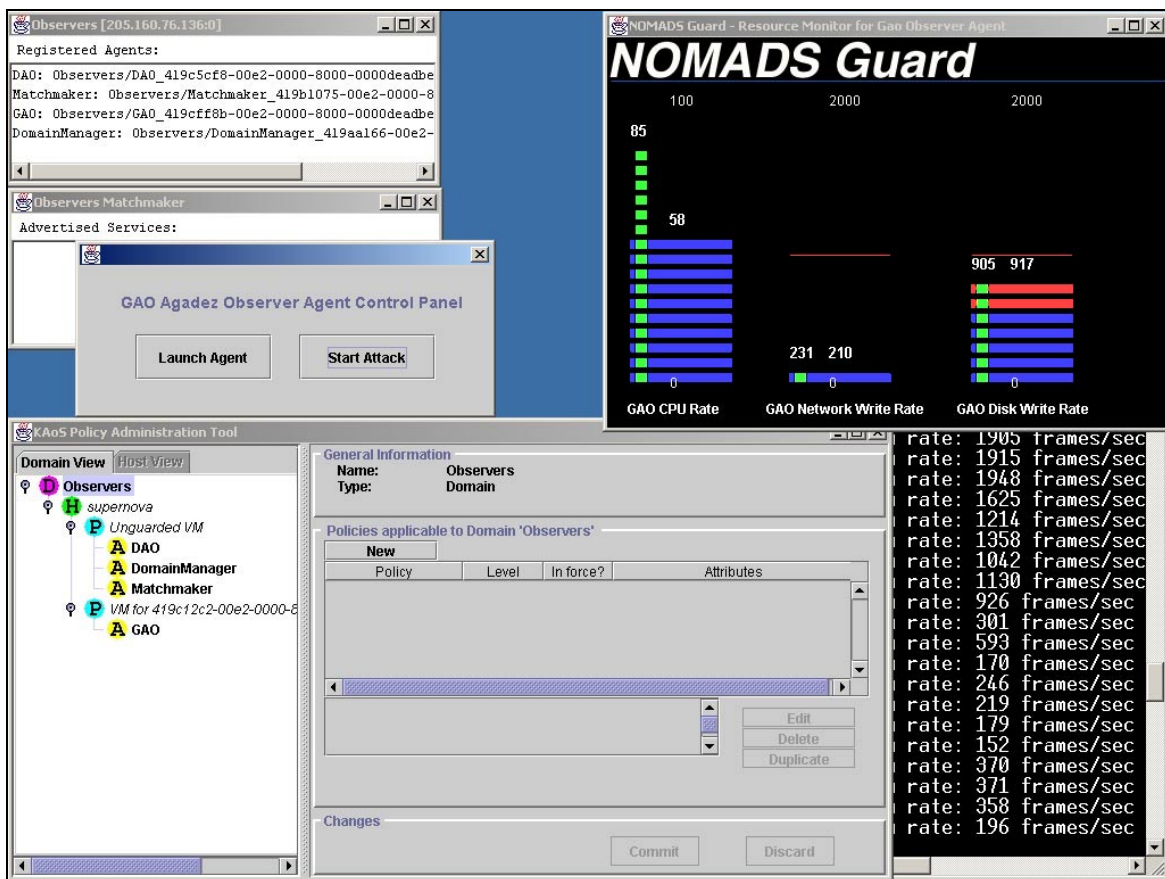 Observers [205.160.76.136:0]
Registered Agents:
DAO: Observers/DAO_419c5cf8-00e2-0000-8000-0000deadbe
Matchmaker: Observers/Matchmaker_419b1075-00e2-0000-8
GAO: Observers/GAO_419cff8b-00e2-0000-8000-0000deadbe
DomainManager: Observers/DomainManager_419aa166-00e2-
Observers Matchmaker
Advertised Services:
GAO Agadez Observer Agent Control Panel
Launch Agent Start Attack
NOMADS Guard - Resource Monitor for Gao Observer Agent
NOMADS Guard
100 2000 2000
85
58
905 917
231 210
0 0 0
GAO CPU Rate GAO Network Write Rate GAO Disk Write Rate
KAoS Policy Administration Tool
Domain View Host View
D Observers
H supernova
P Unguarded VM
A DAO
A DomainManager
A Matchmaker
P VM for 419c12c2-00e2-0000-8
A GAO
General Information
Name: Observers
Type: Domain
Policies applicable to Domain 'Observers'
New
Policy Level In force? Attributes
Edit
Delete
Duplicate
Changes
Commit Discard
rate: 1905 frames/sec
rate: 1915 frames/sec
rate: 1948 frames/sec
rate: 1625 frames/sec
rate: 1214 frames/sec
rate: 1358 frames/sec
rate: 1042 frames/sec
rate: 1130 frames/sec
rate: 926 frames/sec
rate: 301 frames/sec
rate: 593 frames/sec
rate: 170 frames/sec
rate: 246 frames/sec
rate: 219 frames/sec
rate: 179 frames/sec
rate: 152 frames/sec
rate: 370 frames/sec
rate: 371 frames/sec
rate: 358 frames/sec
rate: 196 frames/sec